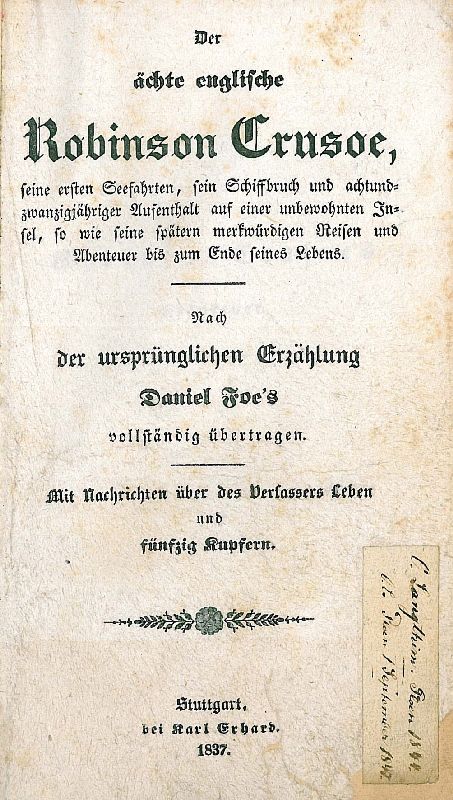 Der
ächte englische
Robinson Crusoe,
seine ersten Seefahrten, sein Schiffbruch und achtund-
zwanzigjähriger Aufenthalt auf einer unbewohnten In-
sel, so wie seine spätern merkwürdigen Reisen und
Abenteuer bis zum Ende seines Lebens.
Nach
der ursprünglichen Erzählung
Daniel Foe's
vollständig übertragen.
Mit Nachrichten über des Verfassers Leben
und
fünfzig Kupfern.
Stuttgart,
bei Karl Erhard.
1837.
September